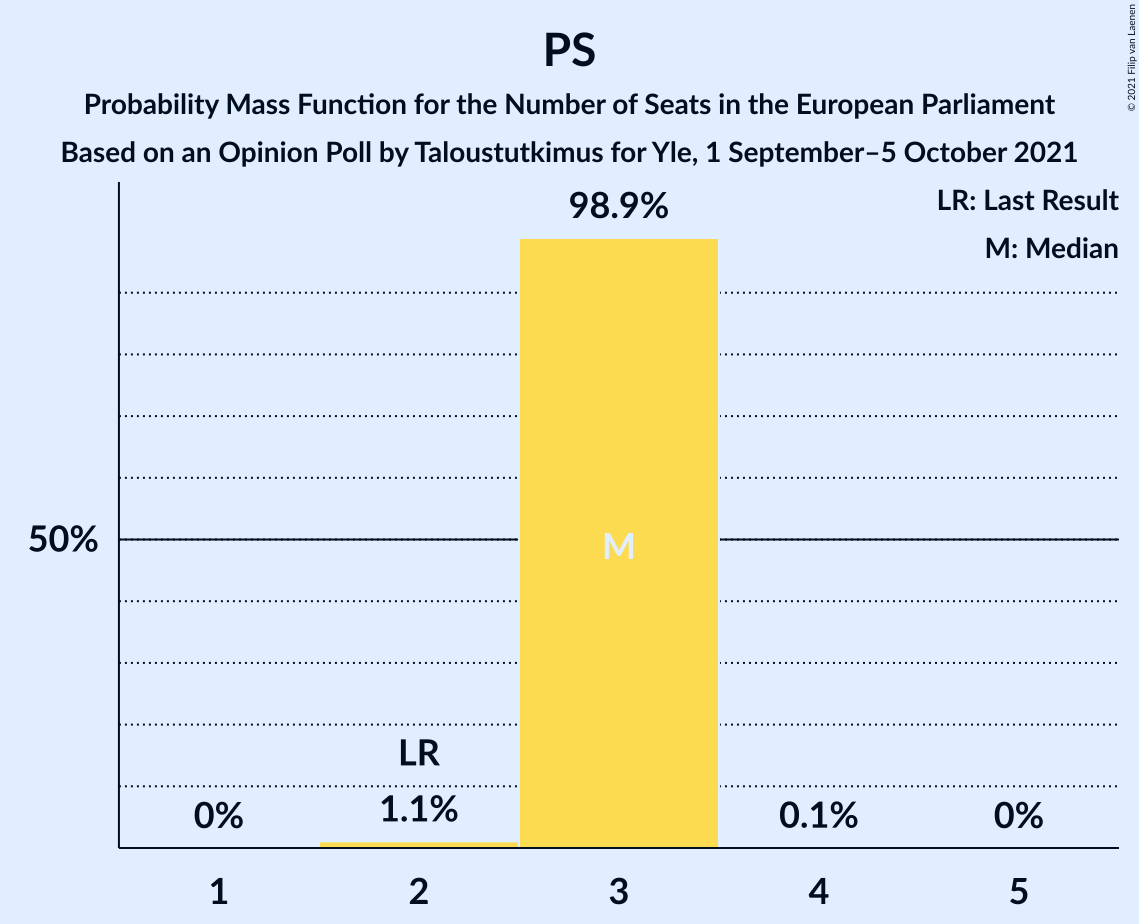 PS
Probability Mass Function for the Number of Seats in the European Parliament
Based on an Opinion Poll by Taloustutkimus for Yle, 1 September–5 October 2021
© 2021 Filip van Laenen
LR: Last Result
M: Median
98.9%
50%
M
LR
0%
1.1%
0.1%
0%
1
2
3
4
5